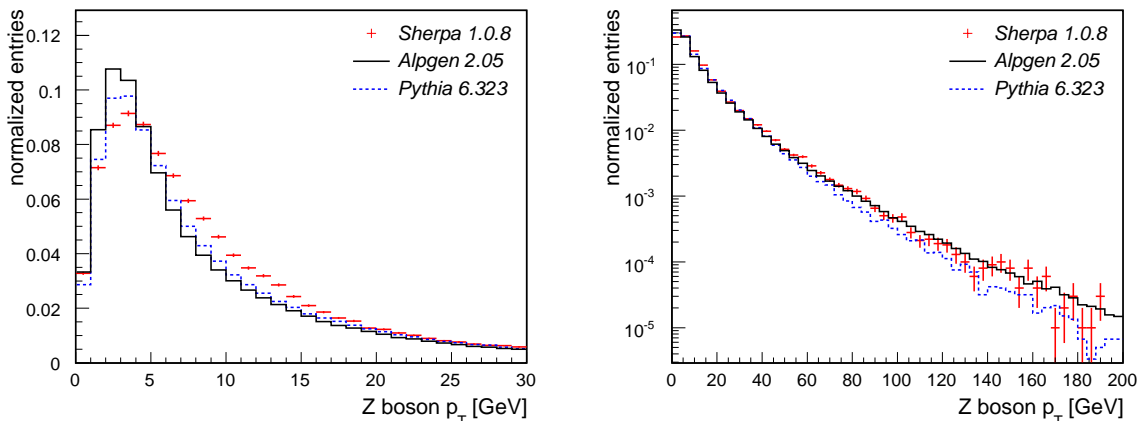 normalized entries
0.12
0.1
0.08
0.06
0.04
0.02
0
Sherpa 1.0.8
Alpgen 2.05
Pythia 6.323
0 5 10 15 20 25 30
Z boson p_T [GeV]
normalized entries
10^-1
10^-2
10^-3
10^-4
10^-5
Sherpa 1.0.8
Alpgen 2.05
Pythia 6.323
0 20 40 60 80 100 120 140 160 180 200
Z boson p_T [GeV]